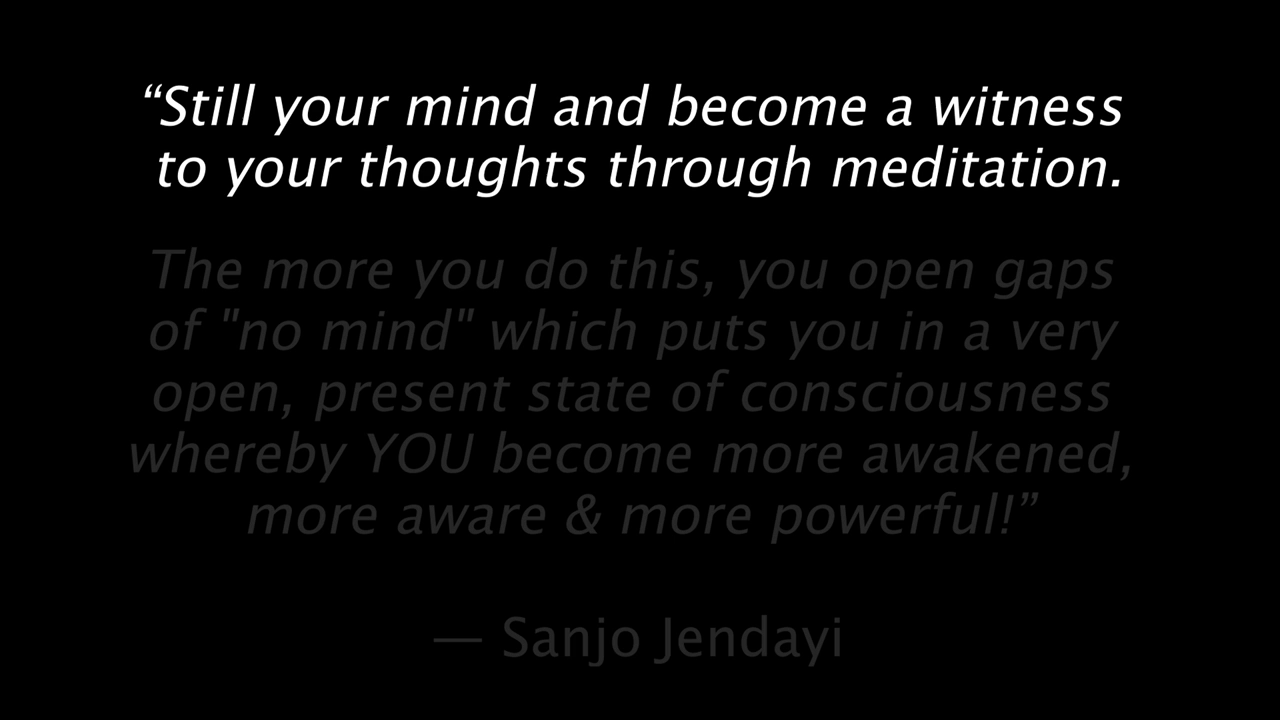 “Still your mind and become a witness
to your thoughts through meditation.
The more you do this, you open gaps
of "no mind" which puts you in a very
open, present state of consciousness
whereby YOU become more awakened,
more aware & more powerful!”
— Sanjo Jendayi